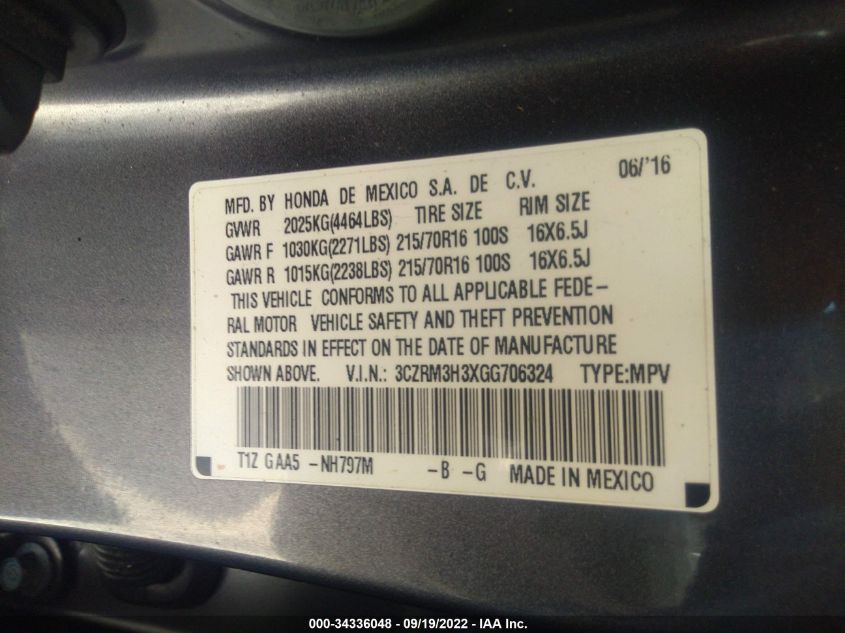 MFD. BY HONDA DE MEXICO S.A. DE C.V. 06/'16
GVWR 2025KG(4464LBS) TIRE SIZE RIM SIZE
GAWR F 1030KG(2271LBS) 215/70R16 100S 16X6.5J
GAWR R 1015KG(2238LBS) 215/70R16 100S 16X6.5J
THIS VEHICLE CONFORMS TO ALL APPLICABLE FEDE-
RAL MOTOR VEHICLE SAFETY AND THEFT PREVENTION
STANDARDS IN EFFECT ON THE DATE OF MANUFACTURE
SHOWN ABOVE. V.I.N.: 3CZRM3H3XGG706324 TYPE:MPV
T1Z GAA5 -NH797M -B -G MADE IN MEXICO
000-34336048 - 09/19/2022 - IAA Inc.